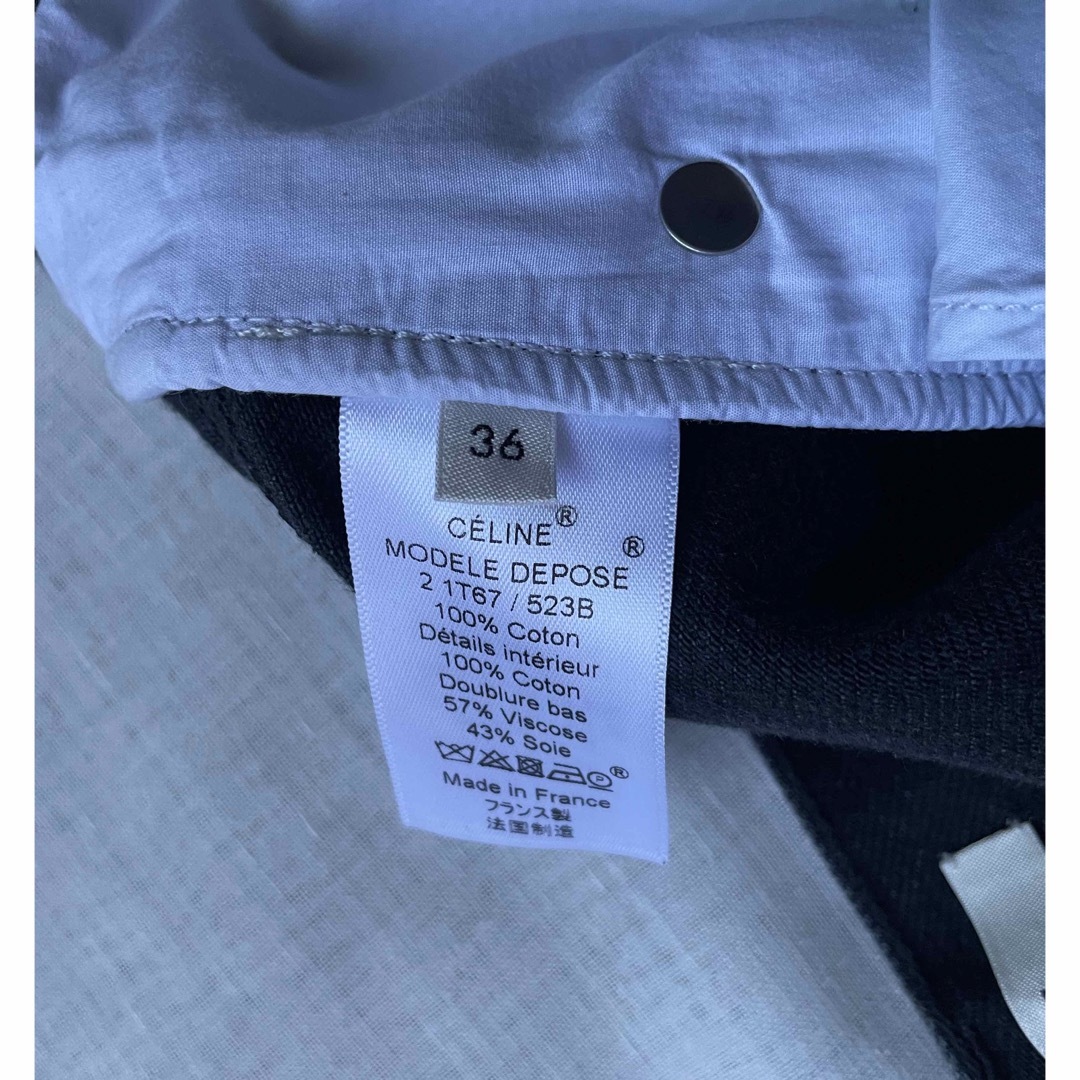 36
CÉLINE®
MODELE DEPOSE ®
2 1T67 / 523B
100% Coton
Détails intérieur
100% Coton
Doublure bas
57% Viscose
43% Soie
P ®
Made in France
フランス製
法国制造